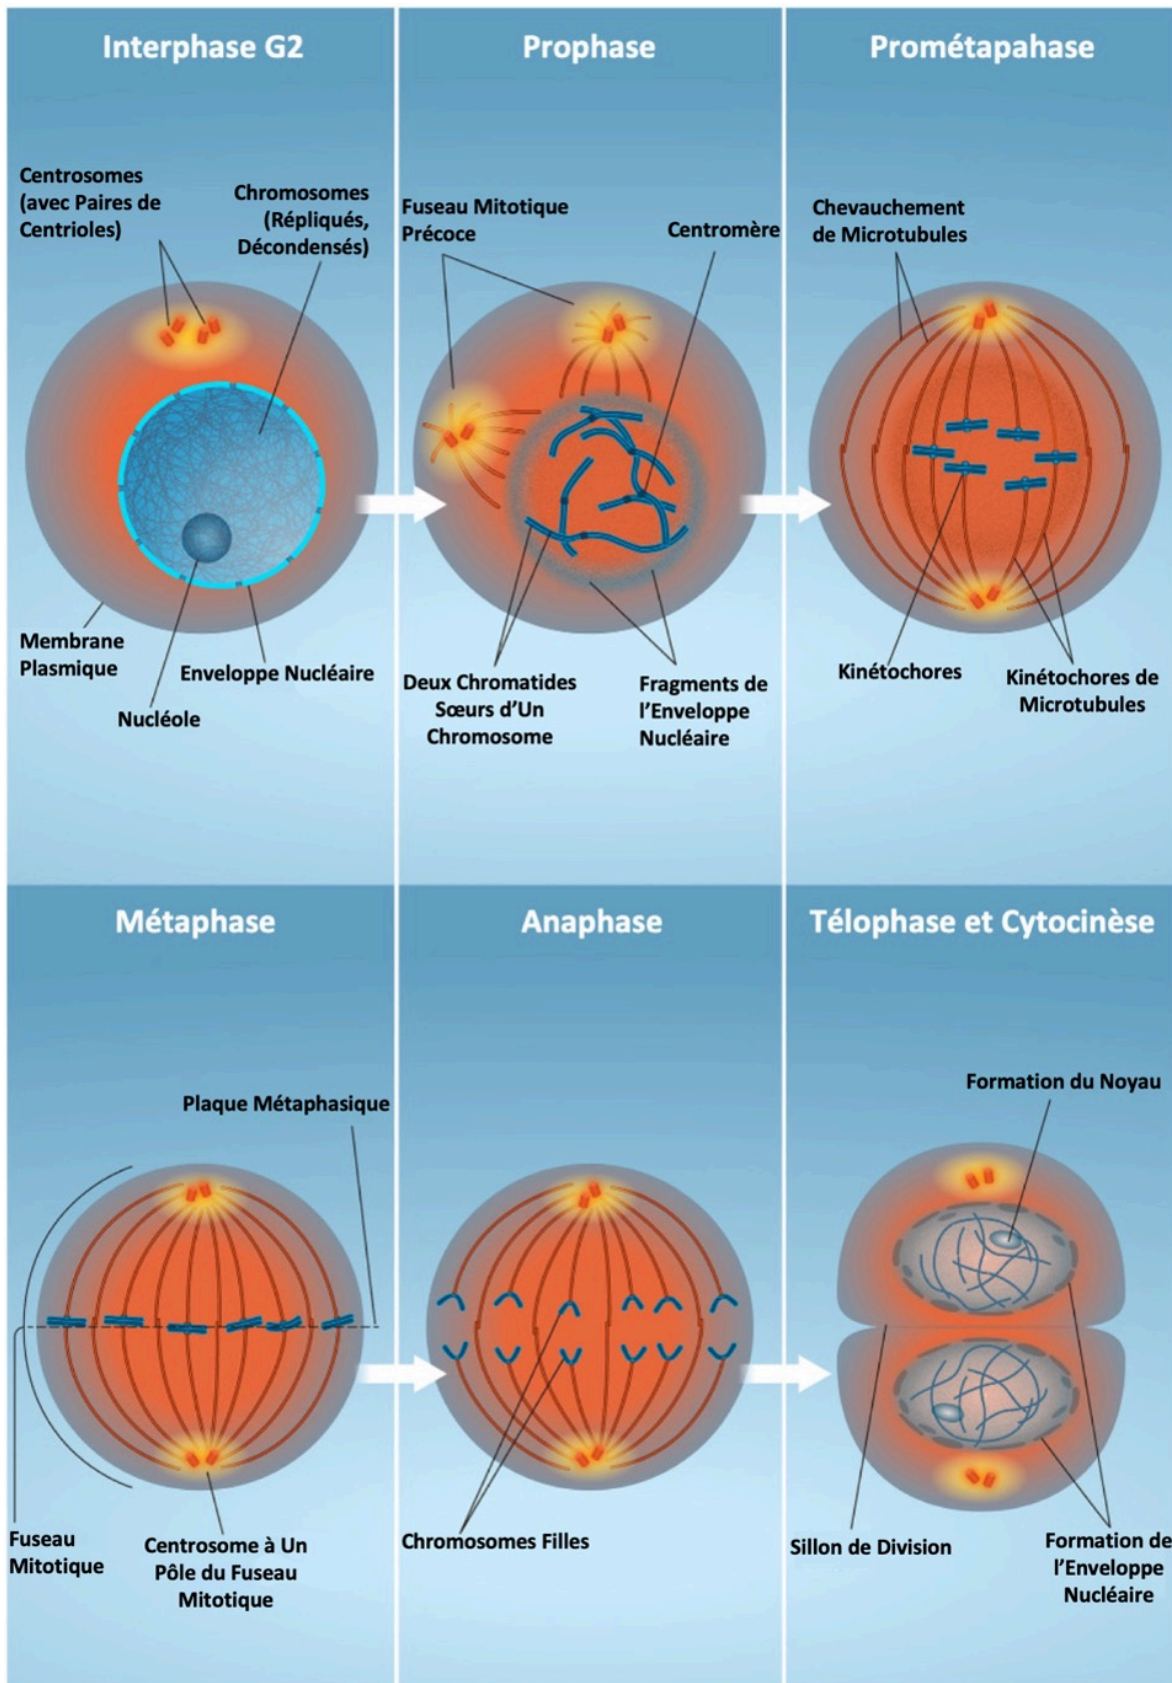 Interphase G2
Centrosomes
(avec Paires de
Centrioles)
Chromosomes
(Répliqués,
Décondensés)
Membrane
Plasmique
Enveloppe Nucléaire
Nucléole
Prophase
Fuseau Mitotique
Précoce
Centromère
Deux Chromatides
Sœurs d’Un
Chromosome
Fragments de
l’Enveloppe
Nucléaire
Prométapahase
Chevauchement
de Microtubules
Kinétochores
Kinétochores de
Microtubules
Métaphase
Plaque Métaphasique
Fuseau
Mitotique
Centrosome à Un
Pôle du Fuseau
Mitotique
Anaphase
Chromosomes Filles
Télophase et Cytocinèse
Formation du Noyau
Sillon de Division
Formation de
l’Enveloppe
Nucléaire